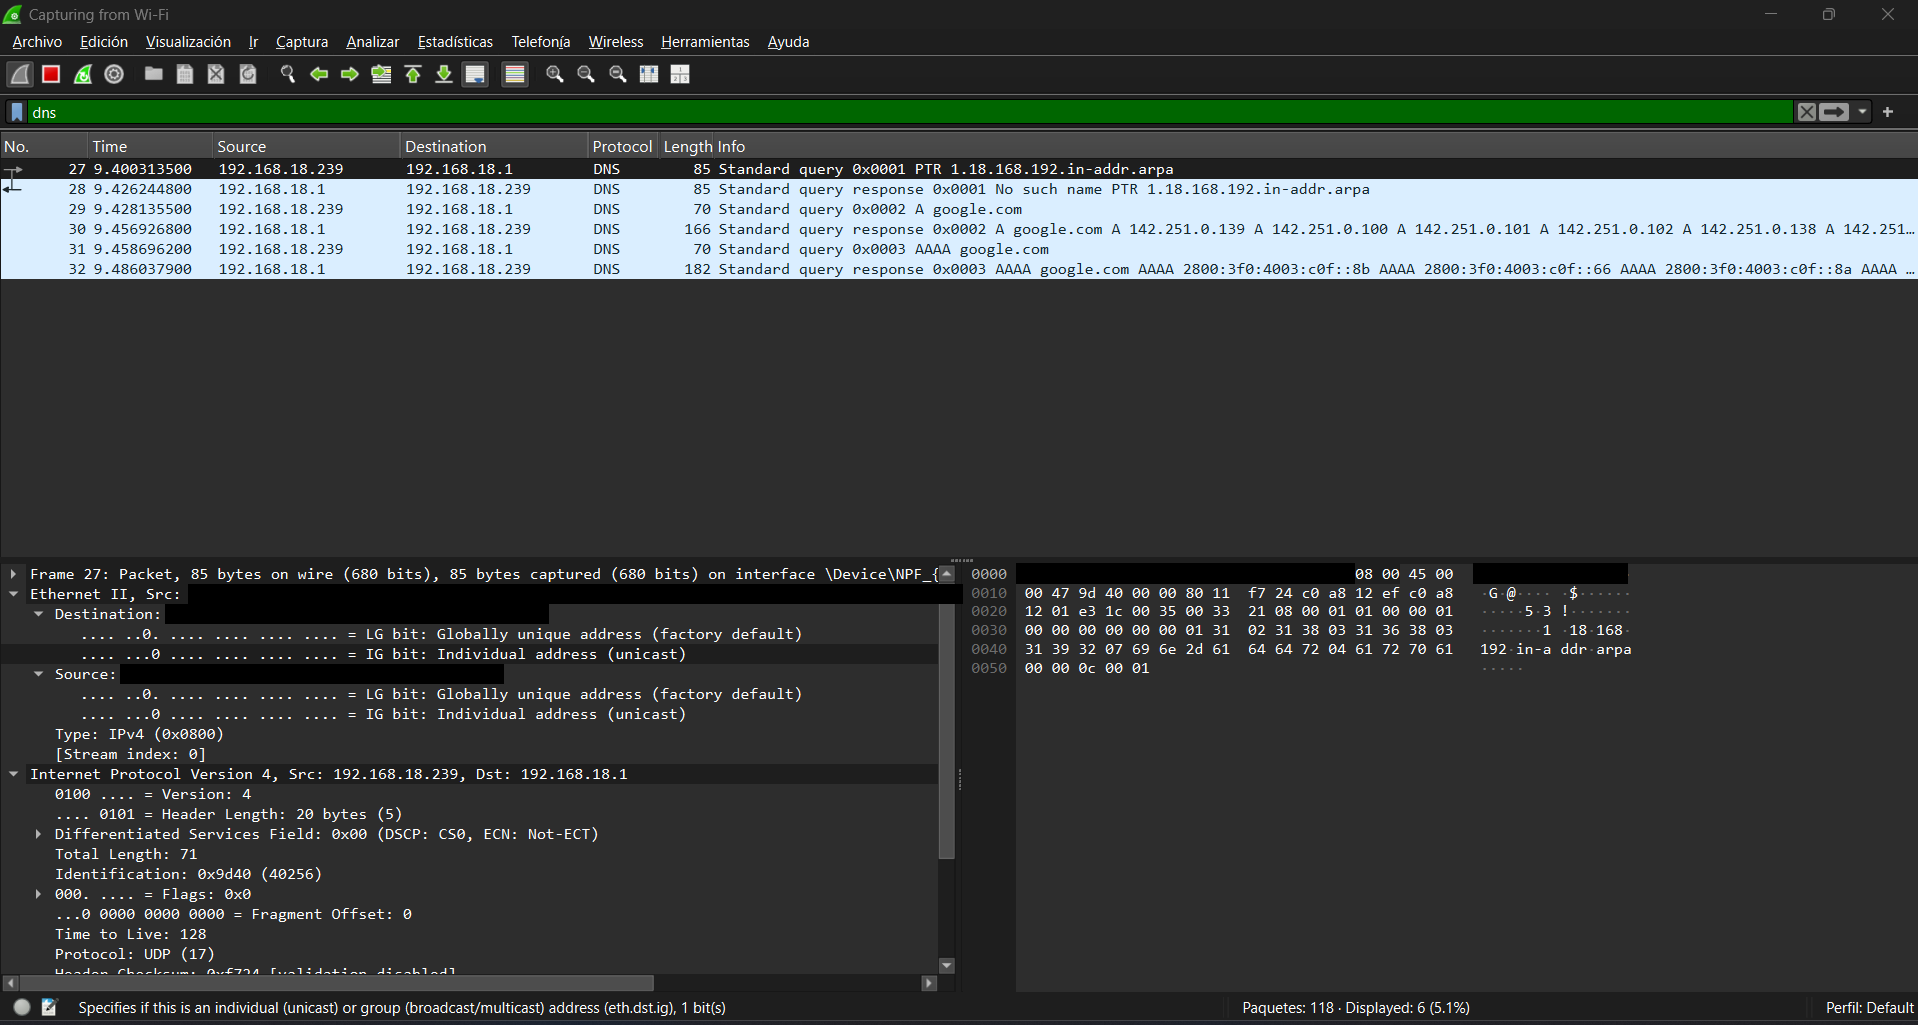 Capturing from Wi-Fi
Archivo Edición Visualización Ir Captura Analizar Estadísticas Telefonía Wireless Herramientas Ayuda
dns
No. Time Source Destination Protocol Length Info
27 9.400313500 192.168.18.239 192.168.18.1 DNS 85 Standard query 0x0001 PTR 1.18.168.192.in-addr.arpa
28 9.426244800 192.168.18.1 192.168.18.239 DNS 85 Standard query response 0x0001 No such name PTR 1.18.168.192.in-addr.arpa
29 9.428135500 192.168.18.239 192.168.18.1 DNS 70 Standard query 0x0002 A google.com
30 9.456926800 192.168.18.1 192.168.18.239 DNS 166 Standard query response 0x0002 A google.com A 142.251.0.139 A 142.251.0.100 A 142.251.0.101 A 142.251.0.102 A 142.251.0.138 A 142.251…
31 9.458696200 192.168.18.239 192.168.18.1 DNS 70 Standard query 0x0003 AAAA google.com
32 9.486037900 192.168.18.1 192.168.18.239 DNS 182 Standard query response 0x0003 AAAA google.com AAAA 2800:3f0:4003:c0f::8b AAAA 2800:3f0:4003:c0f::66 AAAA 2800:3f0:4003:c0f::8a AAAA …
Frame 27: Packet, 85 bytes on wire (680 bits), 85 bytes captured (680 bits) on interface \Device\NPF_{
Ethernet II, Src:
Destination:
.... ..0. .... .... .... .... = LG bit: Globally unique address (factory default)
.... ...0 .... .... .... .... = IG bit: Individual address (unicast)
Source:
.... ..0. .... .... .... .... = LG bit: Globally unique address (factory default)
.... ...0 .... .... .... .... = IG bit: Individual address (unicast)
Type: IPv4 (0x0800)
[Stream index: 0]
Internet Protocol Version 4, Src: 192.168.18.239, Dst: 192.168.18.1
0100 .... = Version: 4
.... 0101 = Header Length: 20 bytes (5)
Differentiated Services Field: 0x00 (DSCP: CS0, ECN: Not-ECT)
Total Length: 71
Identification: 0x9d40 (40256)
000. .... = Flags: 0x0
...0 0000 0000 0000 = Fragment Offset: 0
Time to Live: 128
Protocol: UDP (17)
Header Checksum: 0xf724 [validation disabled]
0000 08 00 45 00
0010 00 47 9d 40 00 00 80 11 f7 24 c0 a8 12 ef c0 a8 ·G·@···· ·$······
0020 12 01 e3 1c 00 35 00 33 21 08 00 01 01 00 00 01 ·····5·3 !·······
0030 00 00 00 00 00 00 01 31 02 31 38 03 31 36 38 03 ·······1 ·18·168·
0040 31 39 32 07 69 6e 2d 61 64 64 72 04 61 72 70 61 192·in-a ddr·arpa
0050 00 00 0c 00 01 ·····
Specifies if this is an individual (unicast) or group (broadcast/multicast) address (eth.dst.ig), 1 bit(s)
Paquetes: 118 · Displayed: 6 (5.1%)
Perfil: Default